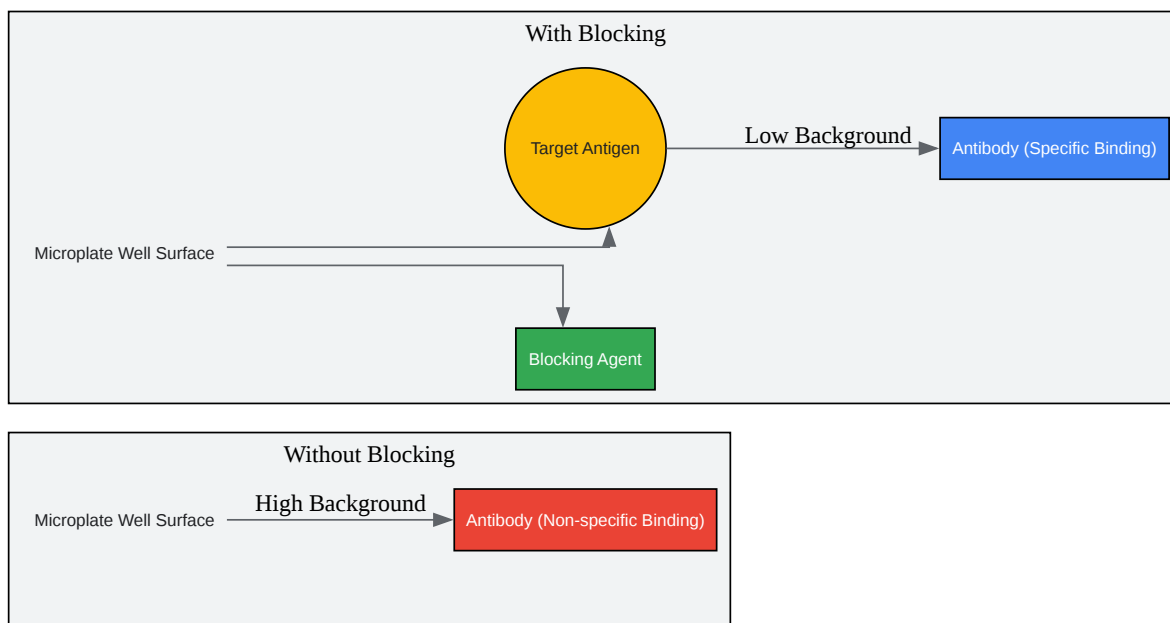 With Blocking
Target Antigen
Low Background
Antibody (Specific Binding)
Microplate Well Surface
Blocking Agent
Without Blocking
Microplate Well Surface
High Background
Antibody (Non-specific Binding)